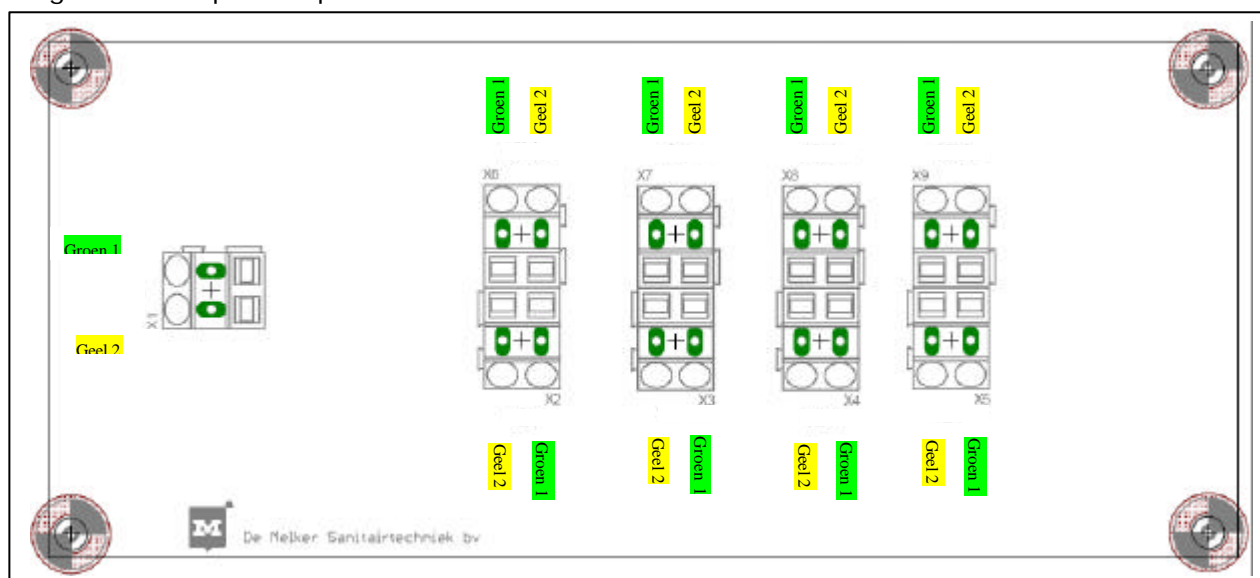 Groen 1 Geel 2 Groen 1 Geel 2 Groen 1 Geel 2 Groen 1 Geel 2
X6 X7 X8 X9
Groen 1
X1
Geel 2
X2 X3 X4 X5
Geel 2 Groen 1 Geel 2 Groen 1 Geel 2 Groen 1 Geel 2 Groen 1
M
De Melker Sanitairtechniek bv